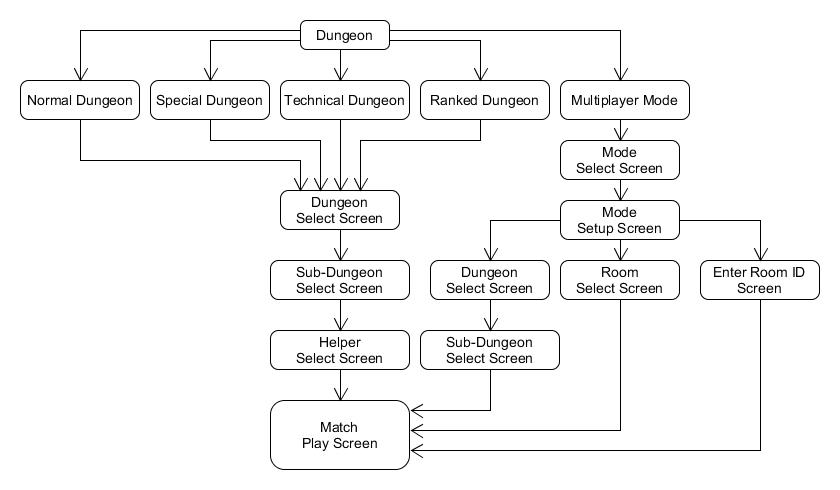 Dungeon
Normal Dungeon
Special Dungeon
Technical Dungeon
Ranked Dungeon
Multiplayer Mode
Mode
Select Screen
Dungeon
Select Screen
Mode
Setup Screen
Sub-Dungeon
Select Screen
Dungeon
Select Screen
Room
Select Screen
Enter Room ID
Screen
Helper
Select Screen
Sub-Dungeon
Select Screen
Match
Play Screen